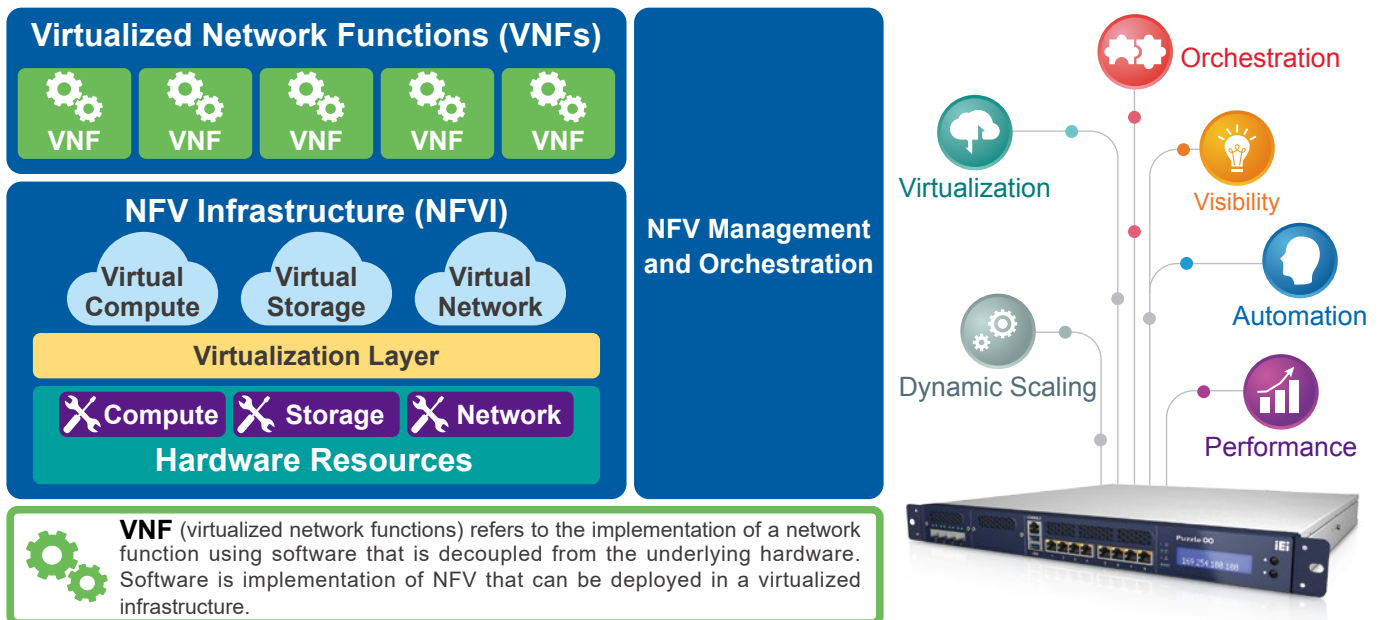 Virtualized Network Functions (VNFs)
VNF VNF VNF VNF VNF
NFV Infrastructure (NFVI)
Virtual
Compute
Virtual
Storage
Virtual
Network
Virtualization Layer
Compute Storage Network
Hardware Resources
NFV Management
and Orchestration
VNF (virtualized network functions) refers to the implementation of a network
function using software that is decoupled from the underlying hardware.
Software is implementation of NFV that can be deployed in a virtualized
infrastructure.
Orchestration
Virtualization
Visibility
Automation
Dynamic Scaling
Performance
Puzzle
iEi
169.254.100.100